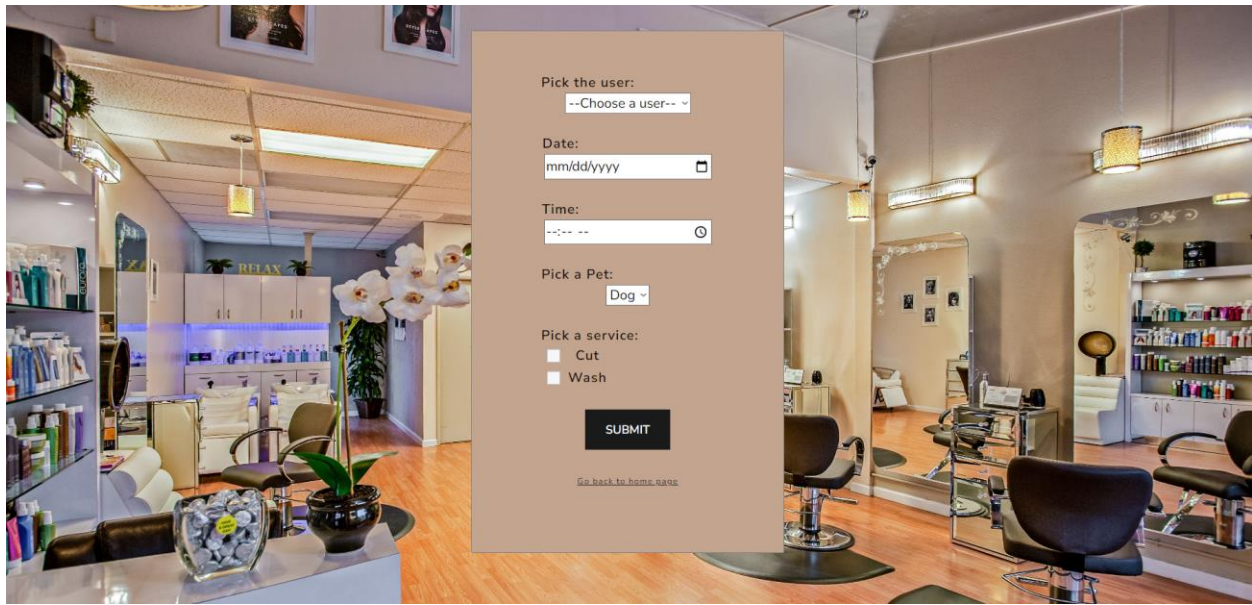 Pick the user:
--Choose a user--
Date:
mm/dd/yyyy
Time:
--:-- --
Pick a Pet:
Dog
Pick a service:
Cut
Wash
SUBMIT
Go back to home page
RELAX